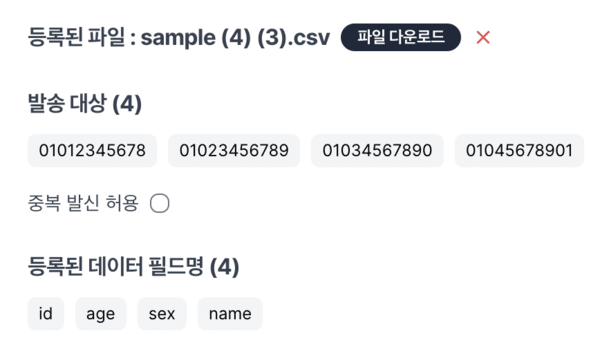 등록된 파일 : sample (4) (3).csv 파일 다운로드
발송 대상 (4)
01012345678 01023456789 01034567890 01045678901
중복 발신 허용
등록된 데이터 필드명 (4)
id age sex name